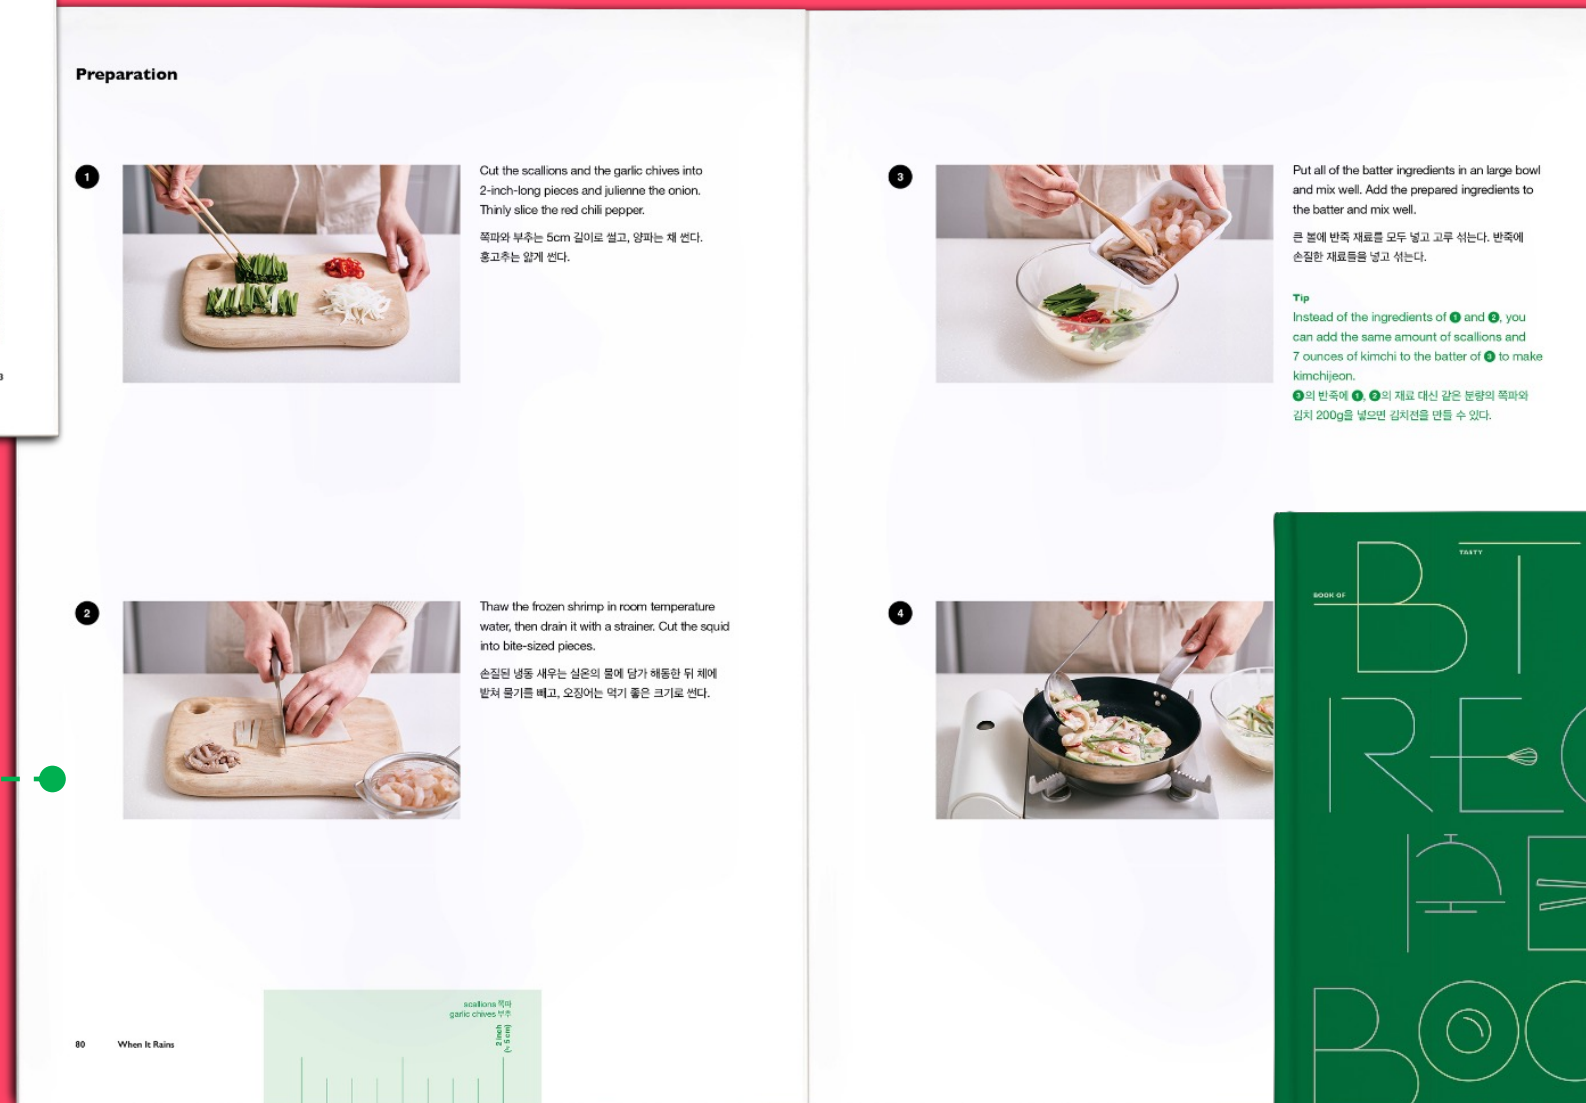 Preparation
1
Cut the scallions and the garlic chives into
2-inch-long pieces and julienne the onion.
Thinly slice the red chili pepper.
쪽파와 부추는 5cm 길이로 썰고, 양파는 채 썬다.
홍고추는 얇게 썬다.
2
Thaw the frozen shrimp in room temperature
water, then drain it with a strainer. Cut the squid
into bite-sized pieces.
손질된 냉동 새우는 실온의 물에 담가 해동한 뒤 체에
밭쳐 물기를 빼고, 오징어는 먹기 좋은 크기로 썬다.
scallions 쪽파
garlic chives 부추
2 inch
(≈ 5 cm)
80 When It Rains
3
Put all of the batter ingredients in an large bowl
and mix well. Add the prepared ingredients to
the batter and mix well.
큰 볼에 반죽 재료를 모두 넣고 고루 섞는다. 반죽에
손질한 재료들을 넣고 섞는다.
Tip
Instead of the ingredients of 1 and 2, you
can add the same amount of scallions and
7 ounces of kimchi to the batter of 3 to make
kimchijeon.
3의 반죽에 1, 2의 재료 대신 같은 분량의 쪽파와
김치 200g을 넣으면 김치전을 만들 수 있다.
4
BOOK OF
TASTY
BT
REC
PE
BOO